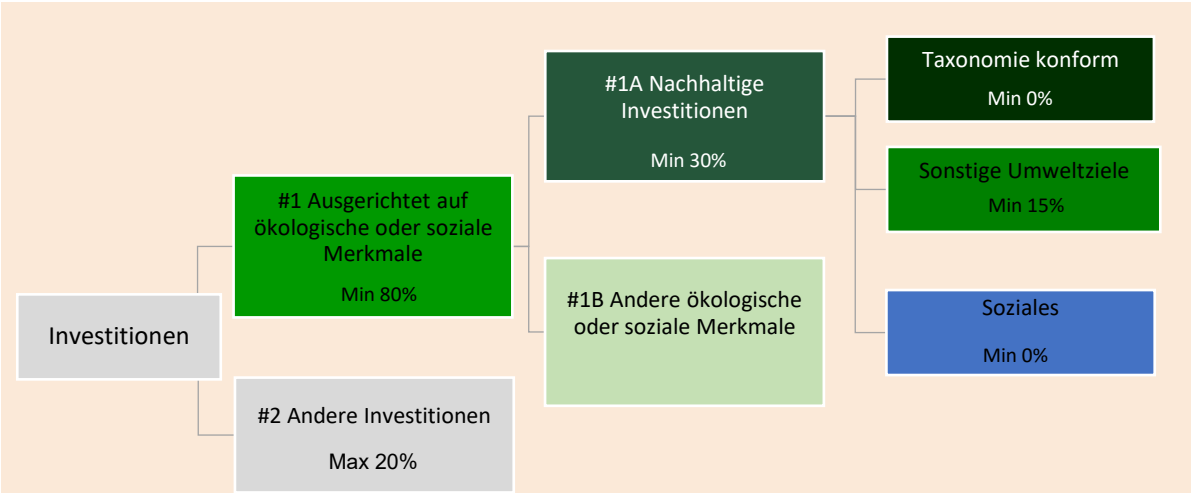 Investitionen
#1 Ausgerichtet auf
ökologische oder soziale
Merkmale
Min 80%
#2 Andere Investitionen
Max 20%
#1A Nachhaltige
Investitionen
Min 30%
#1B Andere ökologische
oder soziale Merkmale
Taxonomie konform
Min 0%
Sonstige Umweltziele
Min 15%
Soziales
Min 0%